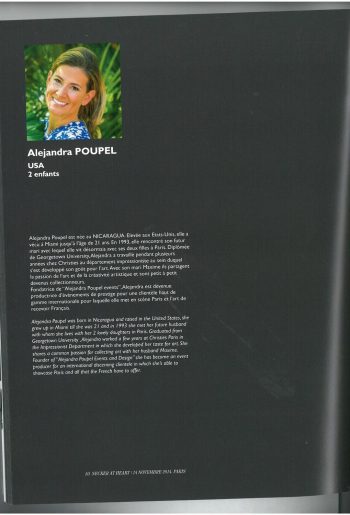 Alejandra POUPEL
USA
2 enfants
Alejandra Poupel est née au NICARAGUA. Elevée aux Etats-Unis, elle a
vécu à Miami jusqu'à l'âge de 21 ans. En 1993, elle rencontre son futur
mari avec lequel elle vit désormais avec ses deux filles à Paris. Diplômée
de Georgetown University, Alejandra a travaillé pendant plusieurs
années chez Christies au département impressionniste au sein duquel
s'est développé son goût pour l'art. Avec son mari Maxime ils partagent
la passion de l'art et de la créativité artistique et sont petit à petit
devenus collectionneurs.
Fondatrice de "Alejandra Poupel events", Alejandra est devenue
productrice d'évènements de prestige pour une clientèle haut de
gamme internationale pour laquelle elle met en scène Paris et l'art de
recevoir Français.
Alejandra Poupel was born in Nicaragua and raised in the United States, she
grew up in Miami till she was 21 and in 1993 she met her future husband
with whom she lives with her 2 lovely daughters in Paris. Graduated from
Georgetown University, Alejandra worked a few years at Christies Paris in
the Impressionist Department in which she developed her taste for art. She
shares a common passion for collecting art with her husband Maxime.
Founder of "Alejandra Poupel Events and Design" she has become an event
producer for an international discerning clientele in which she's able to
showcase Paris and all that the French have to offer.
10 NECKER AT HEART | 24 NOVEMBRE 2014, PARIS